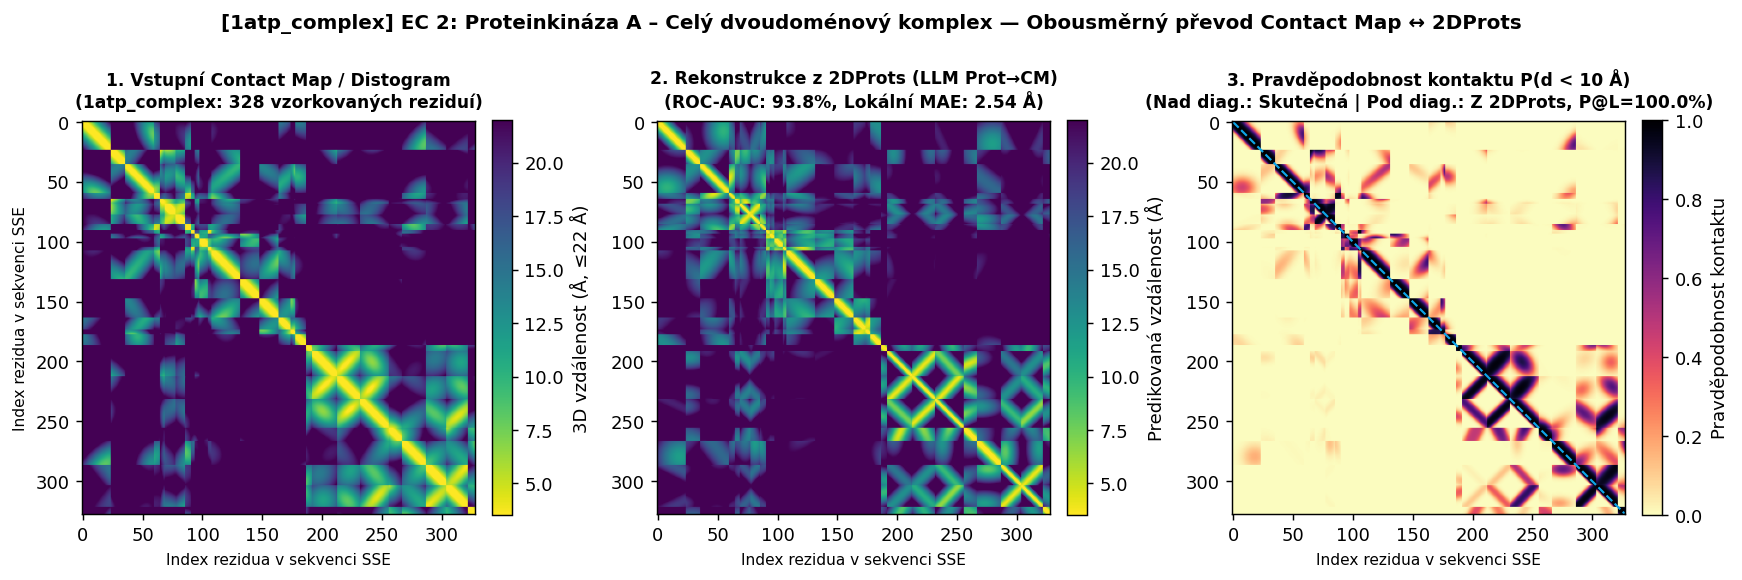 [1atp_complex] EC 2: Proteinkináza A – Celý dvoudoménový komplex — Obousměrný převod Contact Map ↔ 2DProts
1. Vstupní Contact Map / Distogram
(1atp_complex: 328 vzorkovaných reziduí)
0
50
100
150
200
250
300
0 50 100 150 200 250 300
Index rezidua v sekvenci SSE
Index rezidua v sekvenci SSE
20.0
17.5
15.0
12.5
10.0
7.5
5.0
3D vzdálenost (Å, ≤22 Å)
2. Rekonstrukce z 2DProts (LLM Prot→CM)
(ROC-AUC: 93.8%, Lokální MAE: 2.54 Å)
0
50
100
150
200
250
300
0 50 100 150 200 250 300
Index rezidua v sekvenci SSE
20.0
17.5
15.0
12.5
10.0
7.5
5.0
Predikovaná vzdálenost (Å)
3. Pravděpodobnost kontaktu P(d < 10 Å)
(Nad diag.: Skutečná | Pod diag.: Z 2DProts, P@L=100.0%)
0
50
100
150
200
250
300
0 50 100 150 200 250 300
Index rezidua v sekvenci SSE
1.0
0.8
0.6
0.4
0.2
0.0
Pravděpodobnost kontaktu